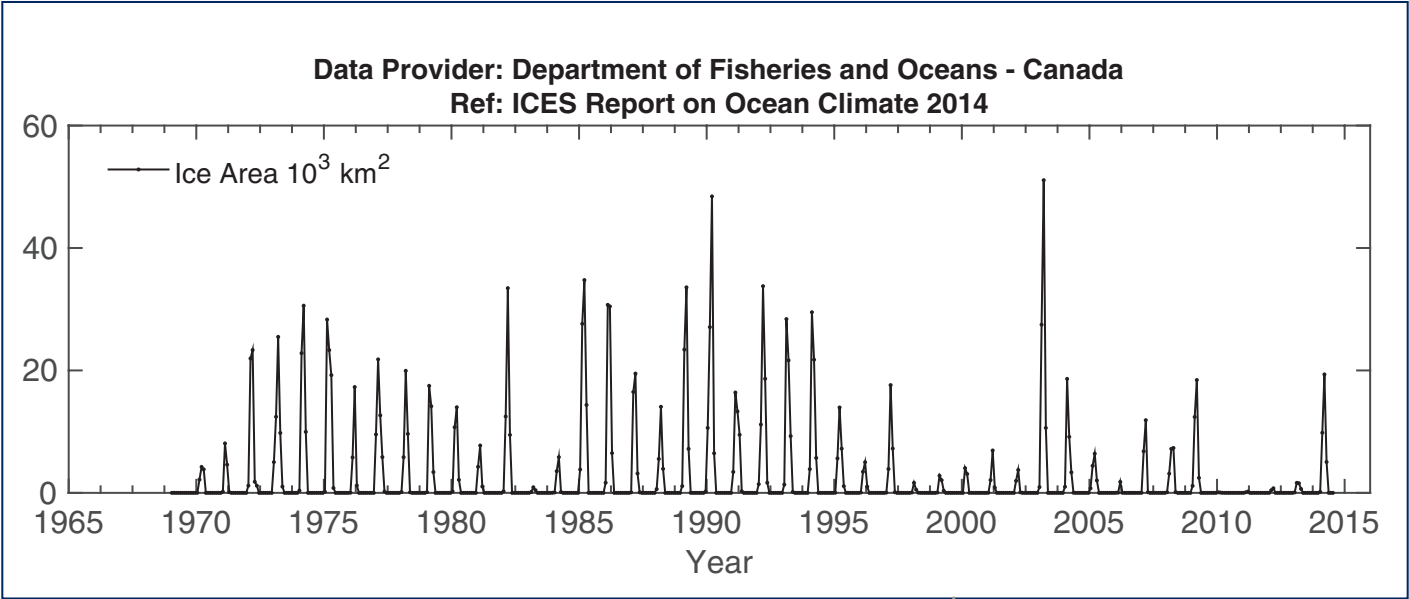 Data Provider: Department of Fisheries and Oceans - Canada
Ref: ICES Report on Ocean Climate 2014
60
Ice Area 10³ km²
40
20
0
1965 1970 1975 1980 1985 1990 1995 2000 2005 2010 2015
Year